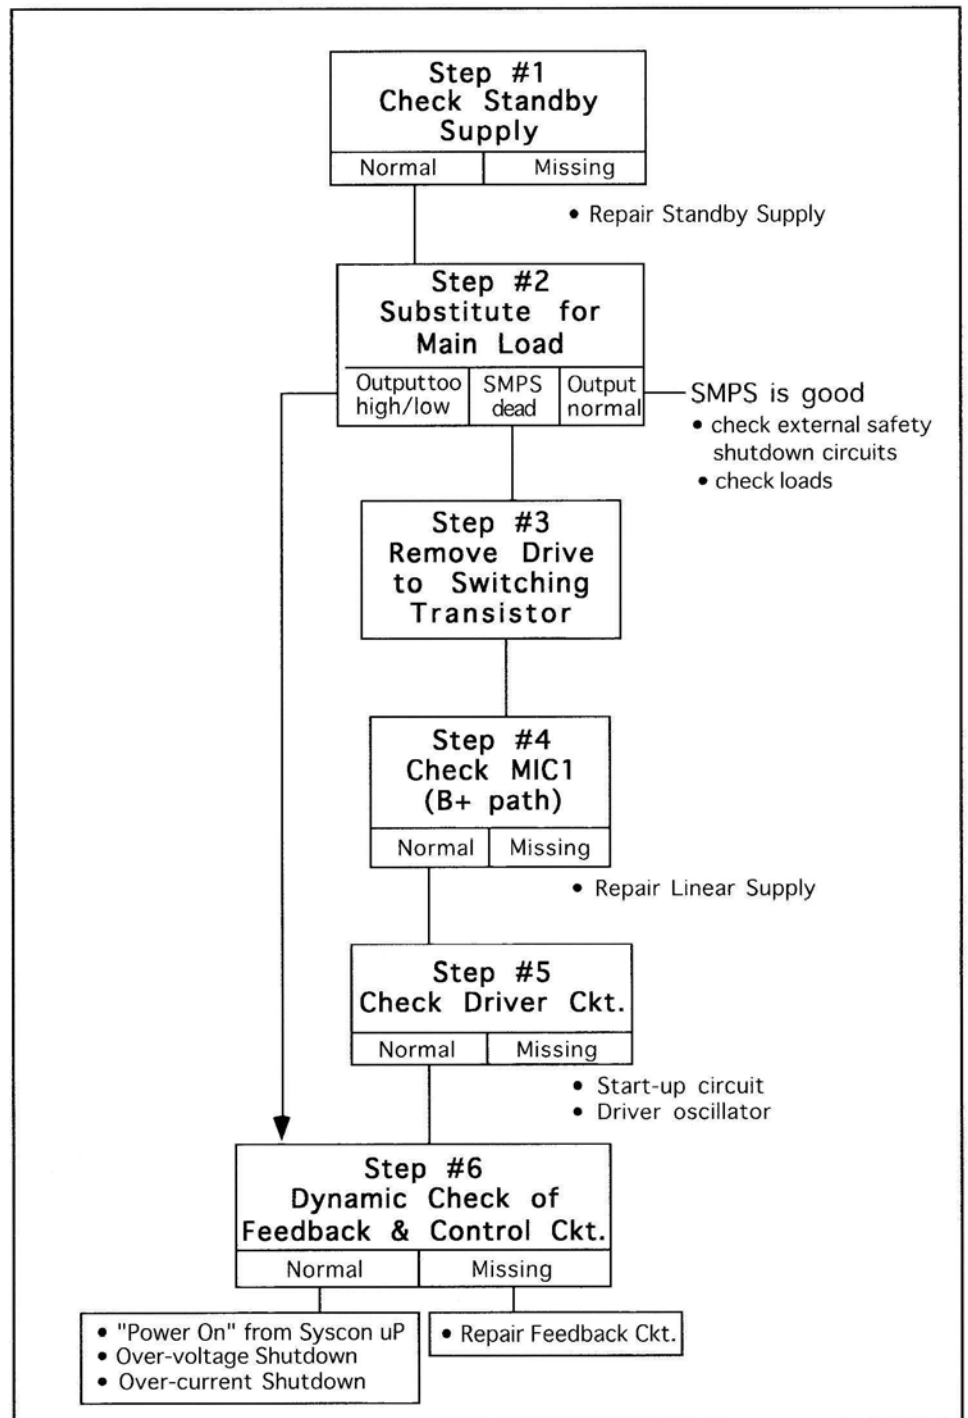 Step #1
Check Standby
Supply
Normal Missing
• Repair Standby Supply
Step #2
Substitute for
Main Load
Output too SMPS Output
high/low dead normal
SMPS is good
• check external safety
shutdown circuits
• check loads
Step #3
Remove Drive
to Switching
Transistor
Step #4
Check MIC1
(B+ path)
Normal Missing
• Repair Linear Supply
Step #5
Check Driver Ckt.
Normal Missing
• Start-up circuit
• Driver oscillator
Step #6
Dynamic Check of
Feedback & Control Ckt.
Normal Missing
• "Power On" from Syscon uP
• Over-voltage Shutdown
• Over-current Shutdown
• Repair Feedback Ckt.